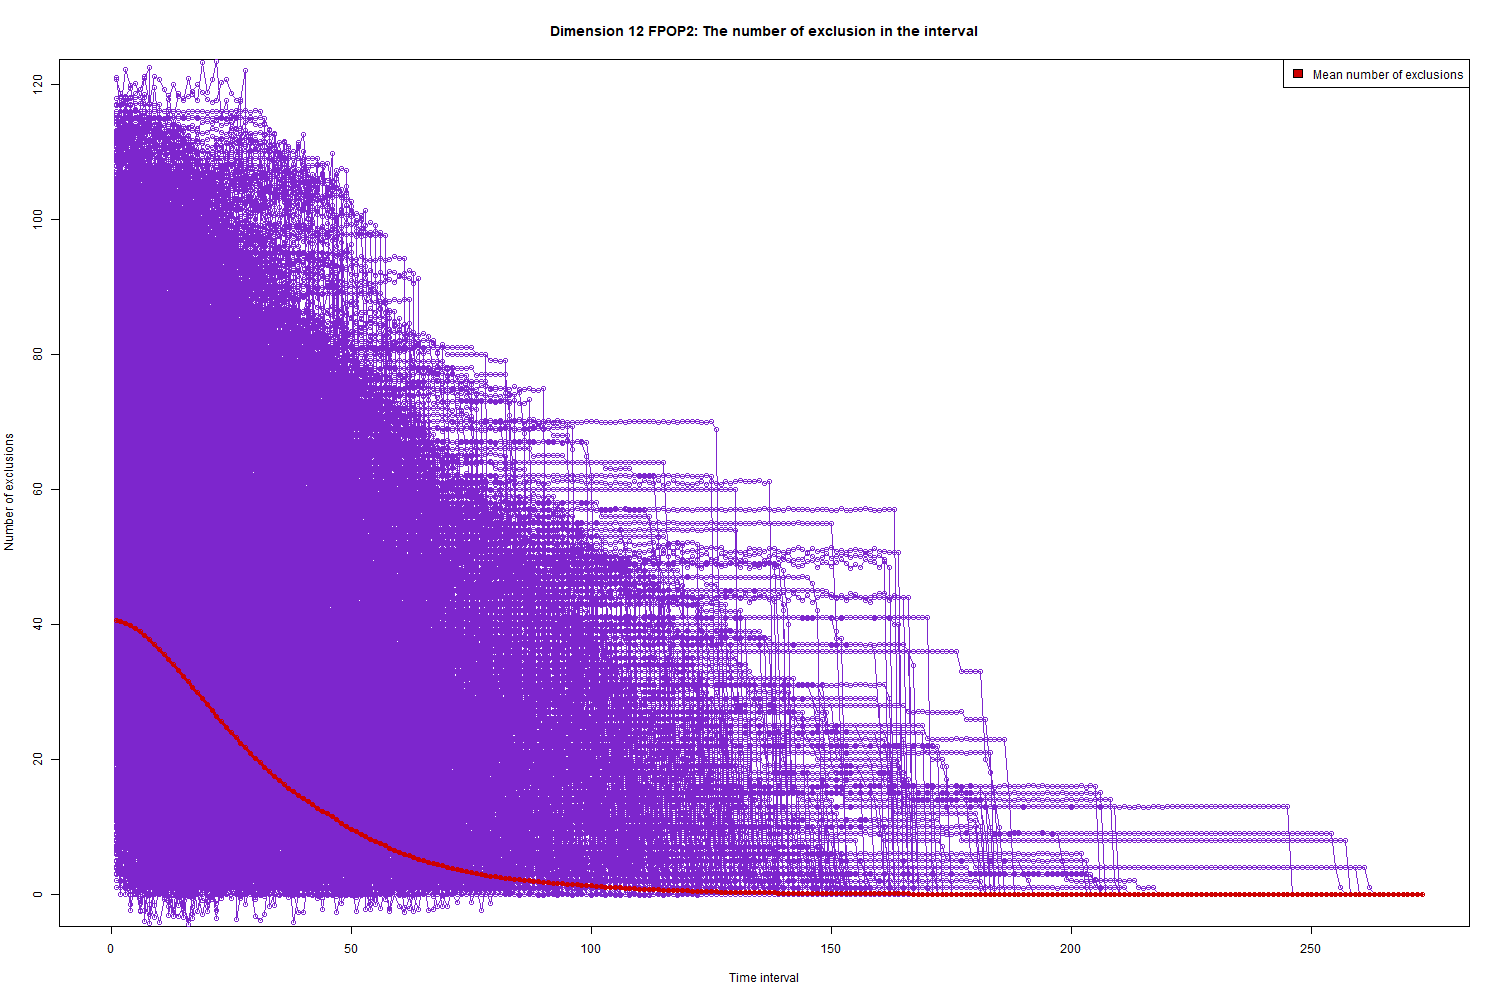 Dimension 12 FPOP2: The number of exclusion in the interval
Mean number of exclusions
Number of exclusions
120
100
80
60
40
20
0
0 50 100 150 200 250
Time interval